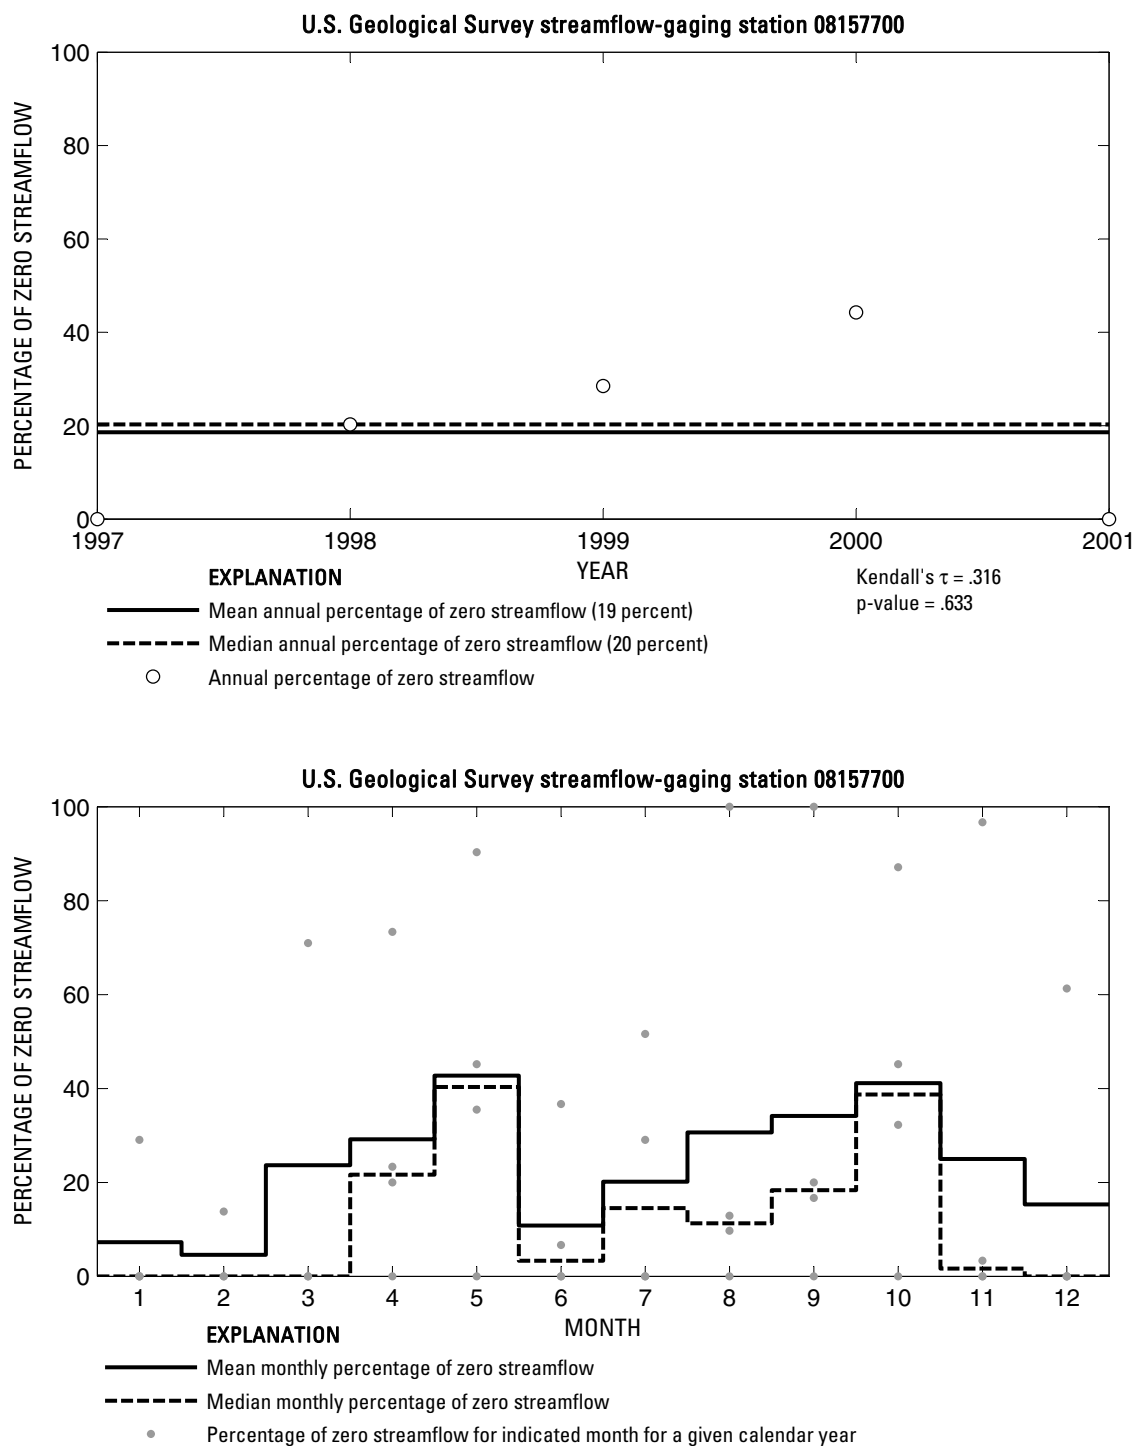 U.S. Geological Survey streamflow-gaging station 08157700
PERCENTAGE OF ZERO STREAMFLOW
100
80
60
40
20
0
1997 1998 1999 2000 2001
YEAR
Kendall's τ = .316
p-value = .633
EXPLANATION
Mean annual percentage of zero streamflow (19 percent)
Median annual percentage of zero streamflow (20 percent)
Annual percentage of zero streamflow
U.S. Geological Survey streamflow-gaging station 08157700
PERCENTAGE OF ZERO STREAMFLOW
100
80
60
40
20
0
1 2 3 4 5 6 7 8 9 10 11 12
MONTH
EXPLANATION
Mean monthly percentage of zero streamflow
Median monthly percentage of zero streamflow
Percentage of zero streamflow for indicated month for a given calendar year